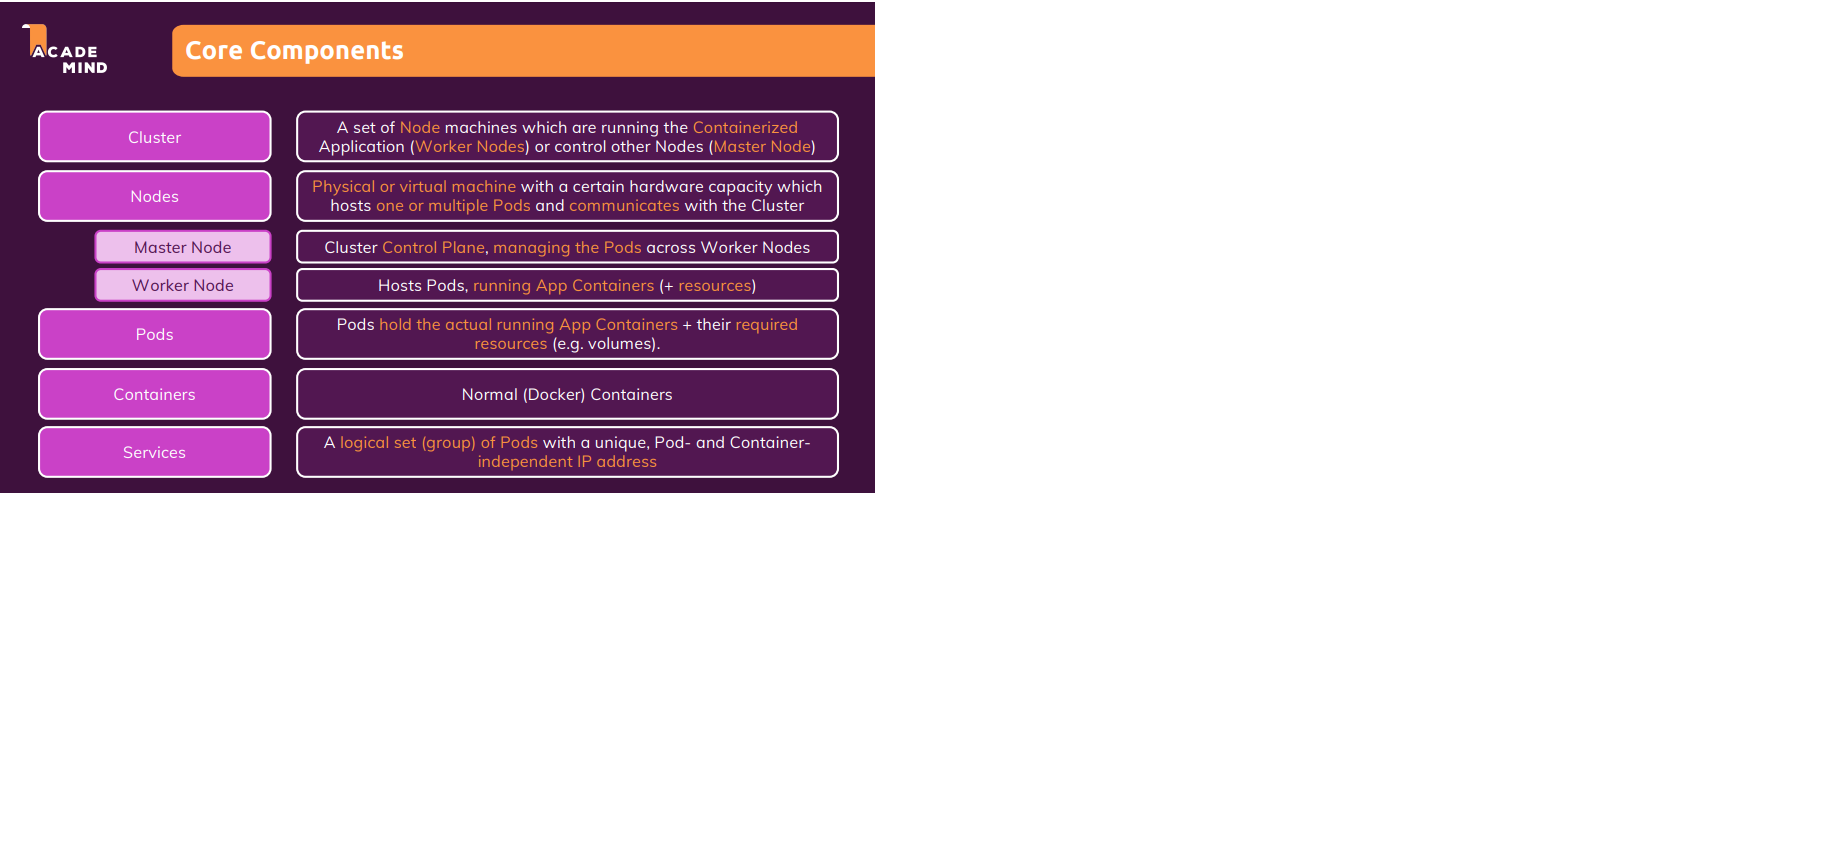 ACADE
MIND
Core Components
Cluster
A set of Node machines which are running the Containerized
Application (Worker Nodes) or control other Nodes (Master Node)
Nodes
Physical or virtual machine with a certain hardware capacity which
hosts one or multiple Pods and communicates with the Cluster
Master Node
Cluster Control Plane, managing the Pods across Worker Nodes
Worker Node
Hosts Pods, running App Containers (+ resources)
Pods
Pods hold the actual running App Containers + their required
resources (e.g. volumes).
Containers
Normal (Docker) Containers
Services
A logical set (group) of Pods with a unique, Pod- and Container-
independent IP address